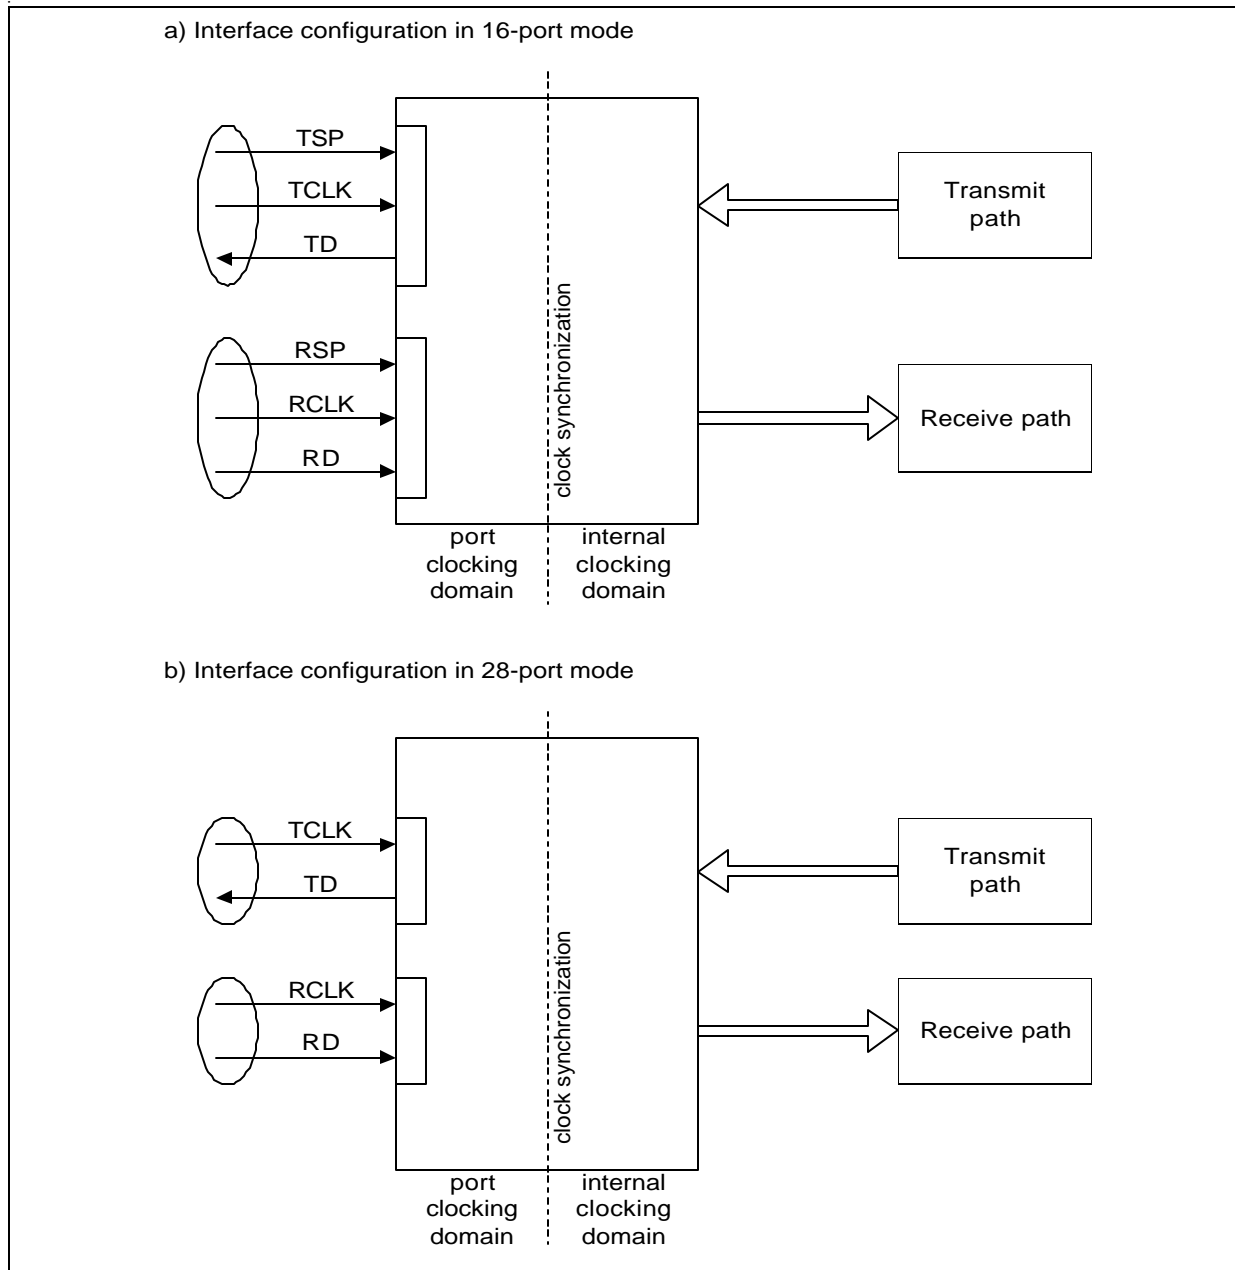 a) Interface configuration in 16-port mode
TSP
TCLK
TD
Transmit
path
RSP
RCLK
RD
clock synchronization
Receive path
port
clocking
domain
internal
clocking
domain
b) Interface configuration in 28-port mode
TCLK
TD
Transmit
path
RCLK
RD
clock synchronization
Receive path
port
clocking
domain
internal
clocking
domain